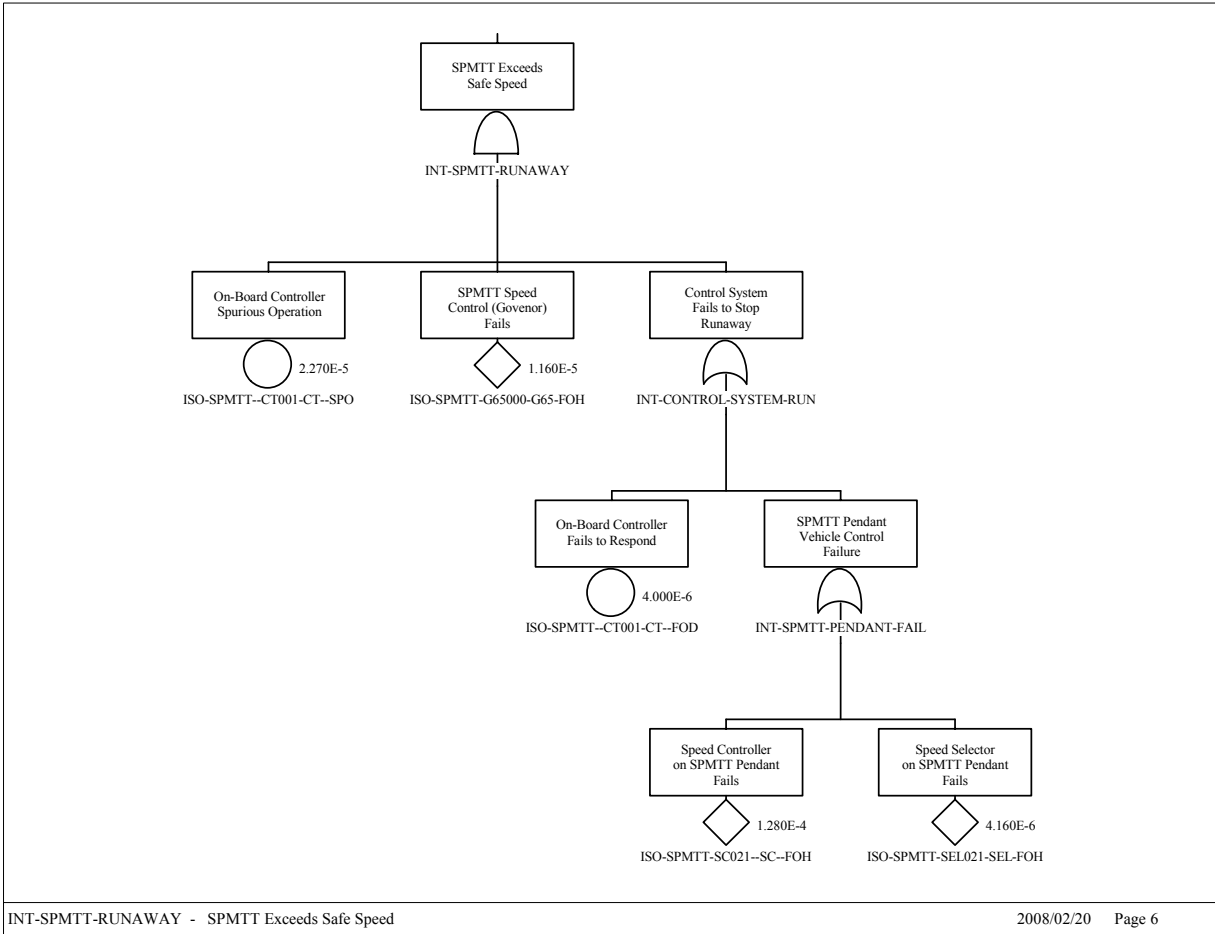 SPMTT Exceeds
Safe Speed
INT-SPMTT-RUNAWAY
On-Board Controller
Spurious Operation
2.270E-5
ISO-SPMTT--CT001-CT--SPO
SPMTT Speed
Control (Govenor)
Fails
1.160E-5
ISO-SPMTT-G65000-G65-FOH
Control System
Fails to Stop
Runaway
INT-CONTROL-SYSTEM-RUN
On-Board Controller
Fails to Respond
4.000E-6
ISO-SPMTT--CT001-CT--FOD
SPMTT Pendant
Vehicle Control
Failure
INT-SPMTT-PENDANT-FAIL
Speed Controller
on SPMTT Pendant
Fails
1.280E-4
ISO-SPMTT-SC021--SC--FOH
Speed Selector
on SPMTT Pendant
Fails
4.160E-6
ISO-SPMTT-SEL021-SEL-FOH
INT-SPMTT-RUNAWAY - SPMTT Exceeds Safe Speed
2008/02/20 Page 6